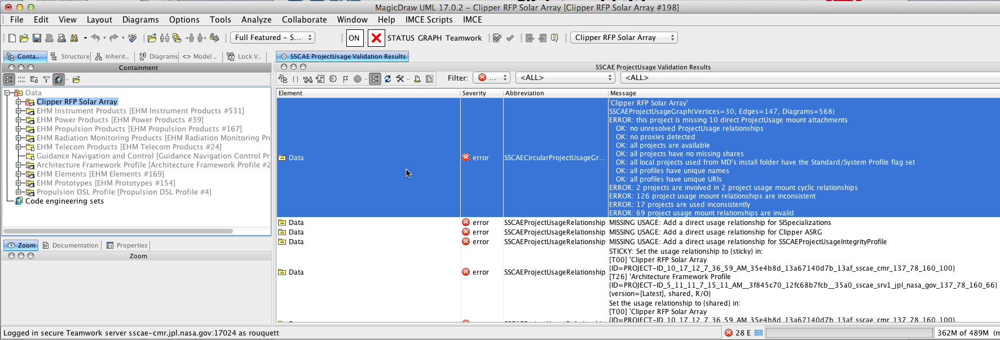 MagicDraw UML 17.0.2 – Clipper RFP Solar Array [Clipper RFP Solar Array #198]
File Edit View Layout Diagrams Options Tools Analyze Collaborate Window Help IMCE Scripts IMCE
Full Featured – S... ON STATUS GRAPH Teamwork Clipper RFP Solar Array
Conta.. Structure Inherit.. Diagrams <> Model .. Lock V..
Containment
Data
Clipper RFP Solar Array
EHM Instrument Products [EHM Instrument Products #531]
EHM Power Products [EHM Power Products #39]
EHM Propulsion Products [EHM Propulsion Products #167]
EHM Radiation Monitoring Products [EHM Radiation Monitoring Pr
EHM Telecom Products [EHM Telecom Products #24]
Guidance Navigation and Control [Guidance Navigation Control Pr
Architecture Framework Profile [Architecture Framework Profile #2
EHM Elements [EHM Elements #169]
EHM Prototypes [EHM Prototypes #154]
Propulsion DSL Profile [Propulsion DSL Profile #4]
Code engineering sets
Zoom Documentation Properties
Zoom
SSCAE ProjectUsage Validation Results
SSCAE ProjectUsage Validation Results
Filter: ... <ALL> <ALL>
Element Severity Abbreviation Message
Data error SSCAECircularProjectUsageGr...
'Clipper RFP Solar Array'
SSCAEProjectUsageGraph(Vertices=30, Edges=147, Diagrams=568)
ERROR: this project is missing 10 direct ProjectUsage mount attachments
OK: no unresolved ProjectUsage relationships
OK: no proxies detected
OK: all projects are available
OK: all projects have no missing shares
OK: all local projects used from MD's install folder have the Standard/System Profile flag set
OK: all profiles have unique names
OK: all profiles have unique URIs
ERROR: 2 projects are involved in 2 project usage mount cyclic relationships
ERROR: 126 project usage mount relationships are inconsistent
ERROR: 17 projects are used inconsistently
ERROR: 69 project usage mount relationships are invalid
Data error SSCAEProjectUsageRelationship MISSING USAGE: Add a direct usage relationship for SISpecializations
Data error SSCAEProjectUsageRelationship MISSING USAGE: Add a direct usage relationship for Clipper ASRG
Data error SSCAEProjectUsageRelationship MISSING USAGE: Add a direct usage relationship for SSCAEProjectUsageIntegrityProfile
Data error SSCAEProjectUsageRelationship
STICKY: Set the usage relationship to {sticky} in:
[T00] 'Clipper RFP Solar Array
{ID=PROJECT-ID_10_17_12_7_36_59_AM_35e4b8d_13a67140d7b_13af_sscae_cmr_137_78_160_100}
[T26] 'Architecture Framework Profile
{ID=PROJECT-ID_5_11_11_7_15_11_AM__3f845c70_12fc68b7fcb__35a0_sscae_srv1_jpl_nasa_gov_137_78_160_66}
{version=[Latest], shared, R/O}
Set the usage relationship to {shared} in:
[T00] 'Clipper RFP Solar Array
{ID=PROJECT-ID_10_17_12_7_36_59_AM_35e4b8d_13a67140d7b_13af_sscae_cmr_137_78_160_100}
Logged in secure Teamwork server sscae-cmr.jpl.nasa.gov:17024 as rouquett
28 E 362M of 489M